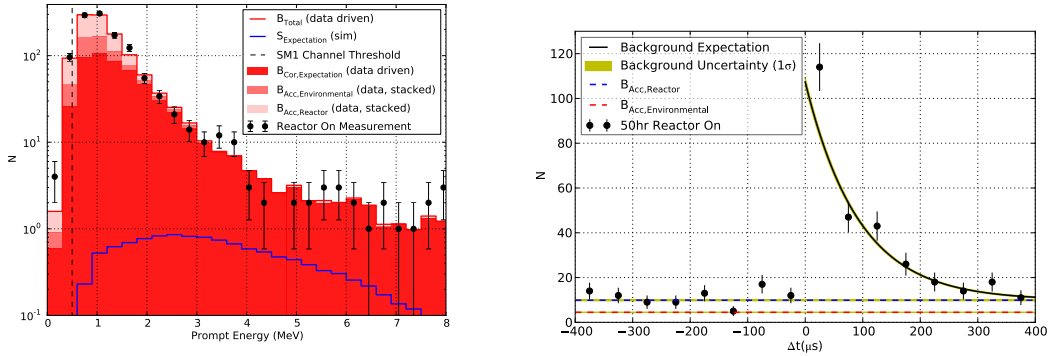 B_Total (data driven)
S_Expectation (sim)
SM1 Channel Threshold
B_Cor,Expectation (data driven)
B_Acc,Environmental (data, stacked)
B_Acc,Reactor (data, stacked)
Reactor On Measurement
N
10^2
10^1
10^0
10^-1
0 1 2 3 4 5 6 7 8
Prompt Energy (MeV)
Background Expectation
Background Uncertainty (1σ)
B_Acc,Reactor
B_Acc,Environmental
50hr Reactor On
N
120
100
80
60
40
20
0
−400 −300 −200 −100 0 100 200 300 400
Δt(μs)